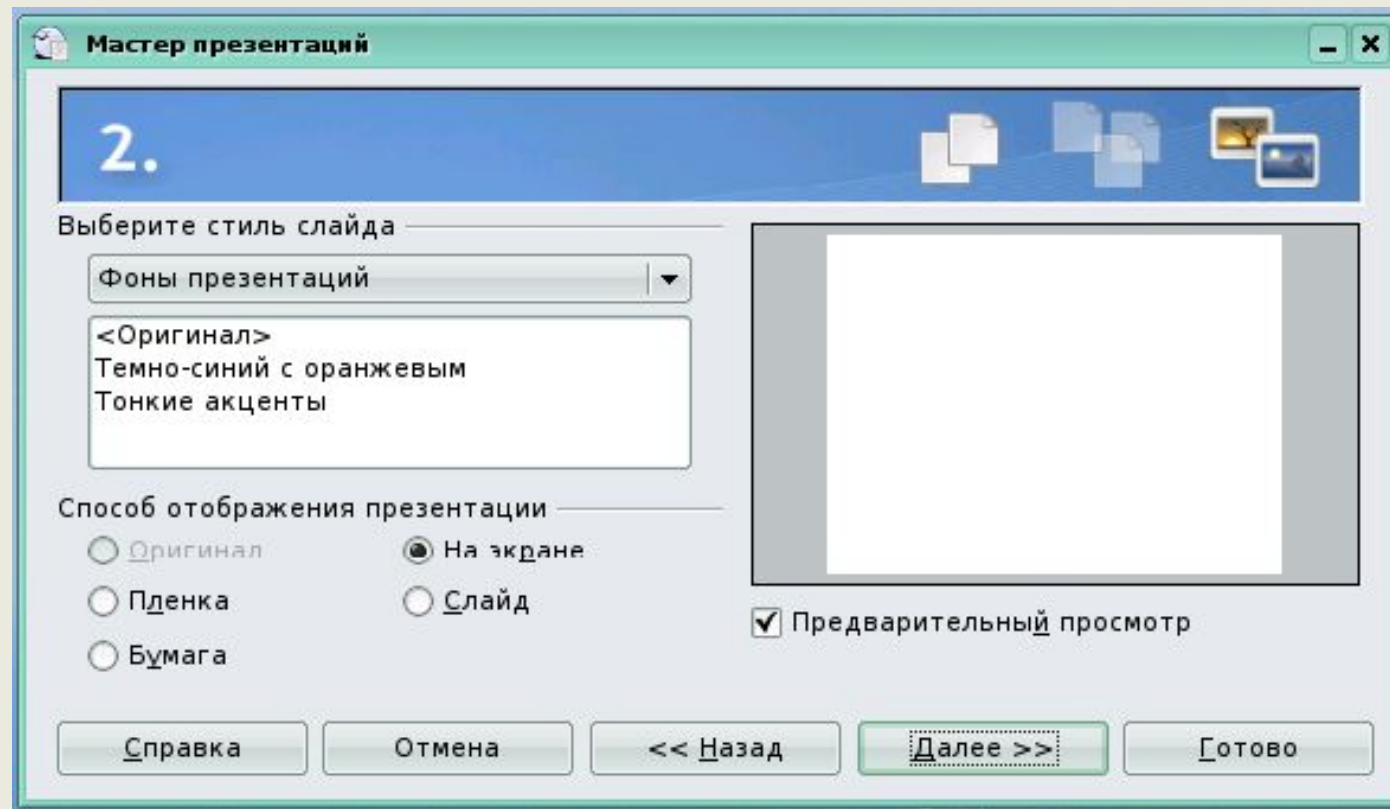 Мастер презентаций
2.
Выберите стиль слайда
Фоны презентаций
<Оригинал>
Темно-синий с оранжевым
Тонкие акценты
Способ отображения презентации
Оригинал
На экране
Пленка
Слайд
Бумага
Предварительный просмотр
Справка
Отмена
<< Назад
Далее >>
Готово